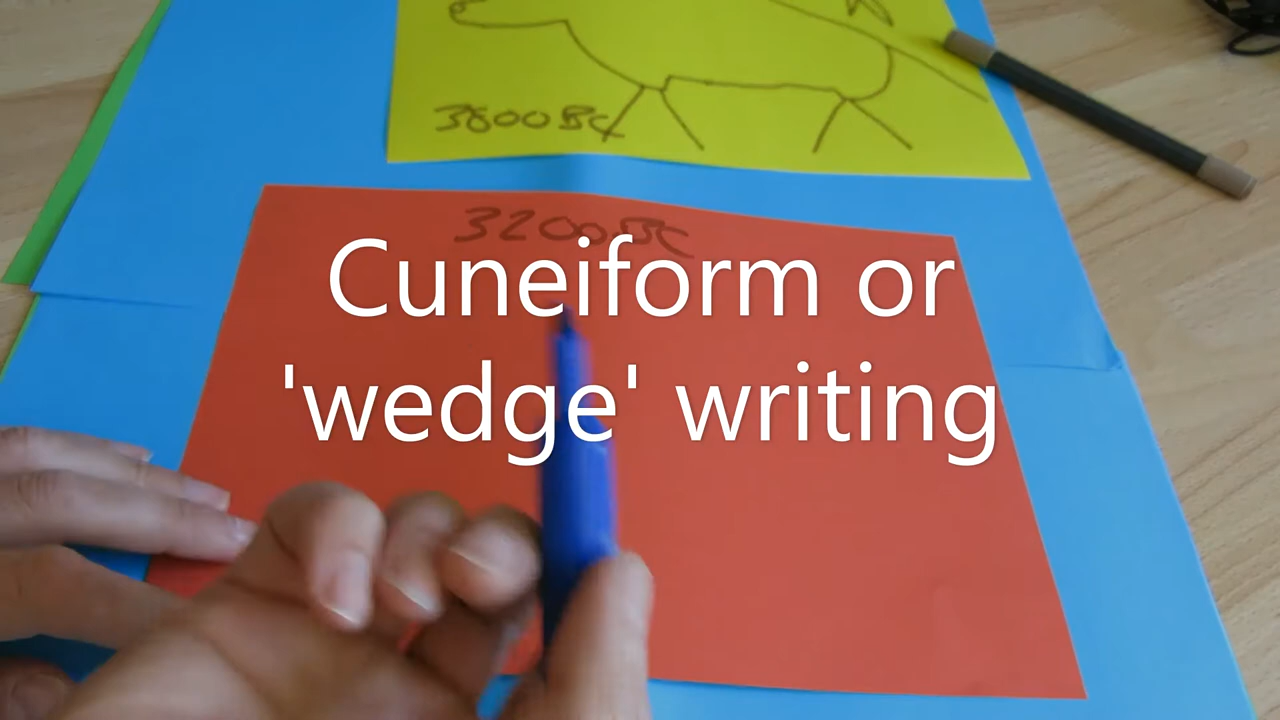 3800 BC
3200 BC
Cuneiform or
'wedge' writing